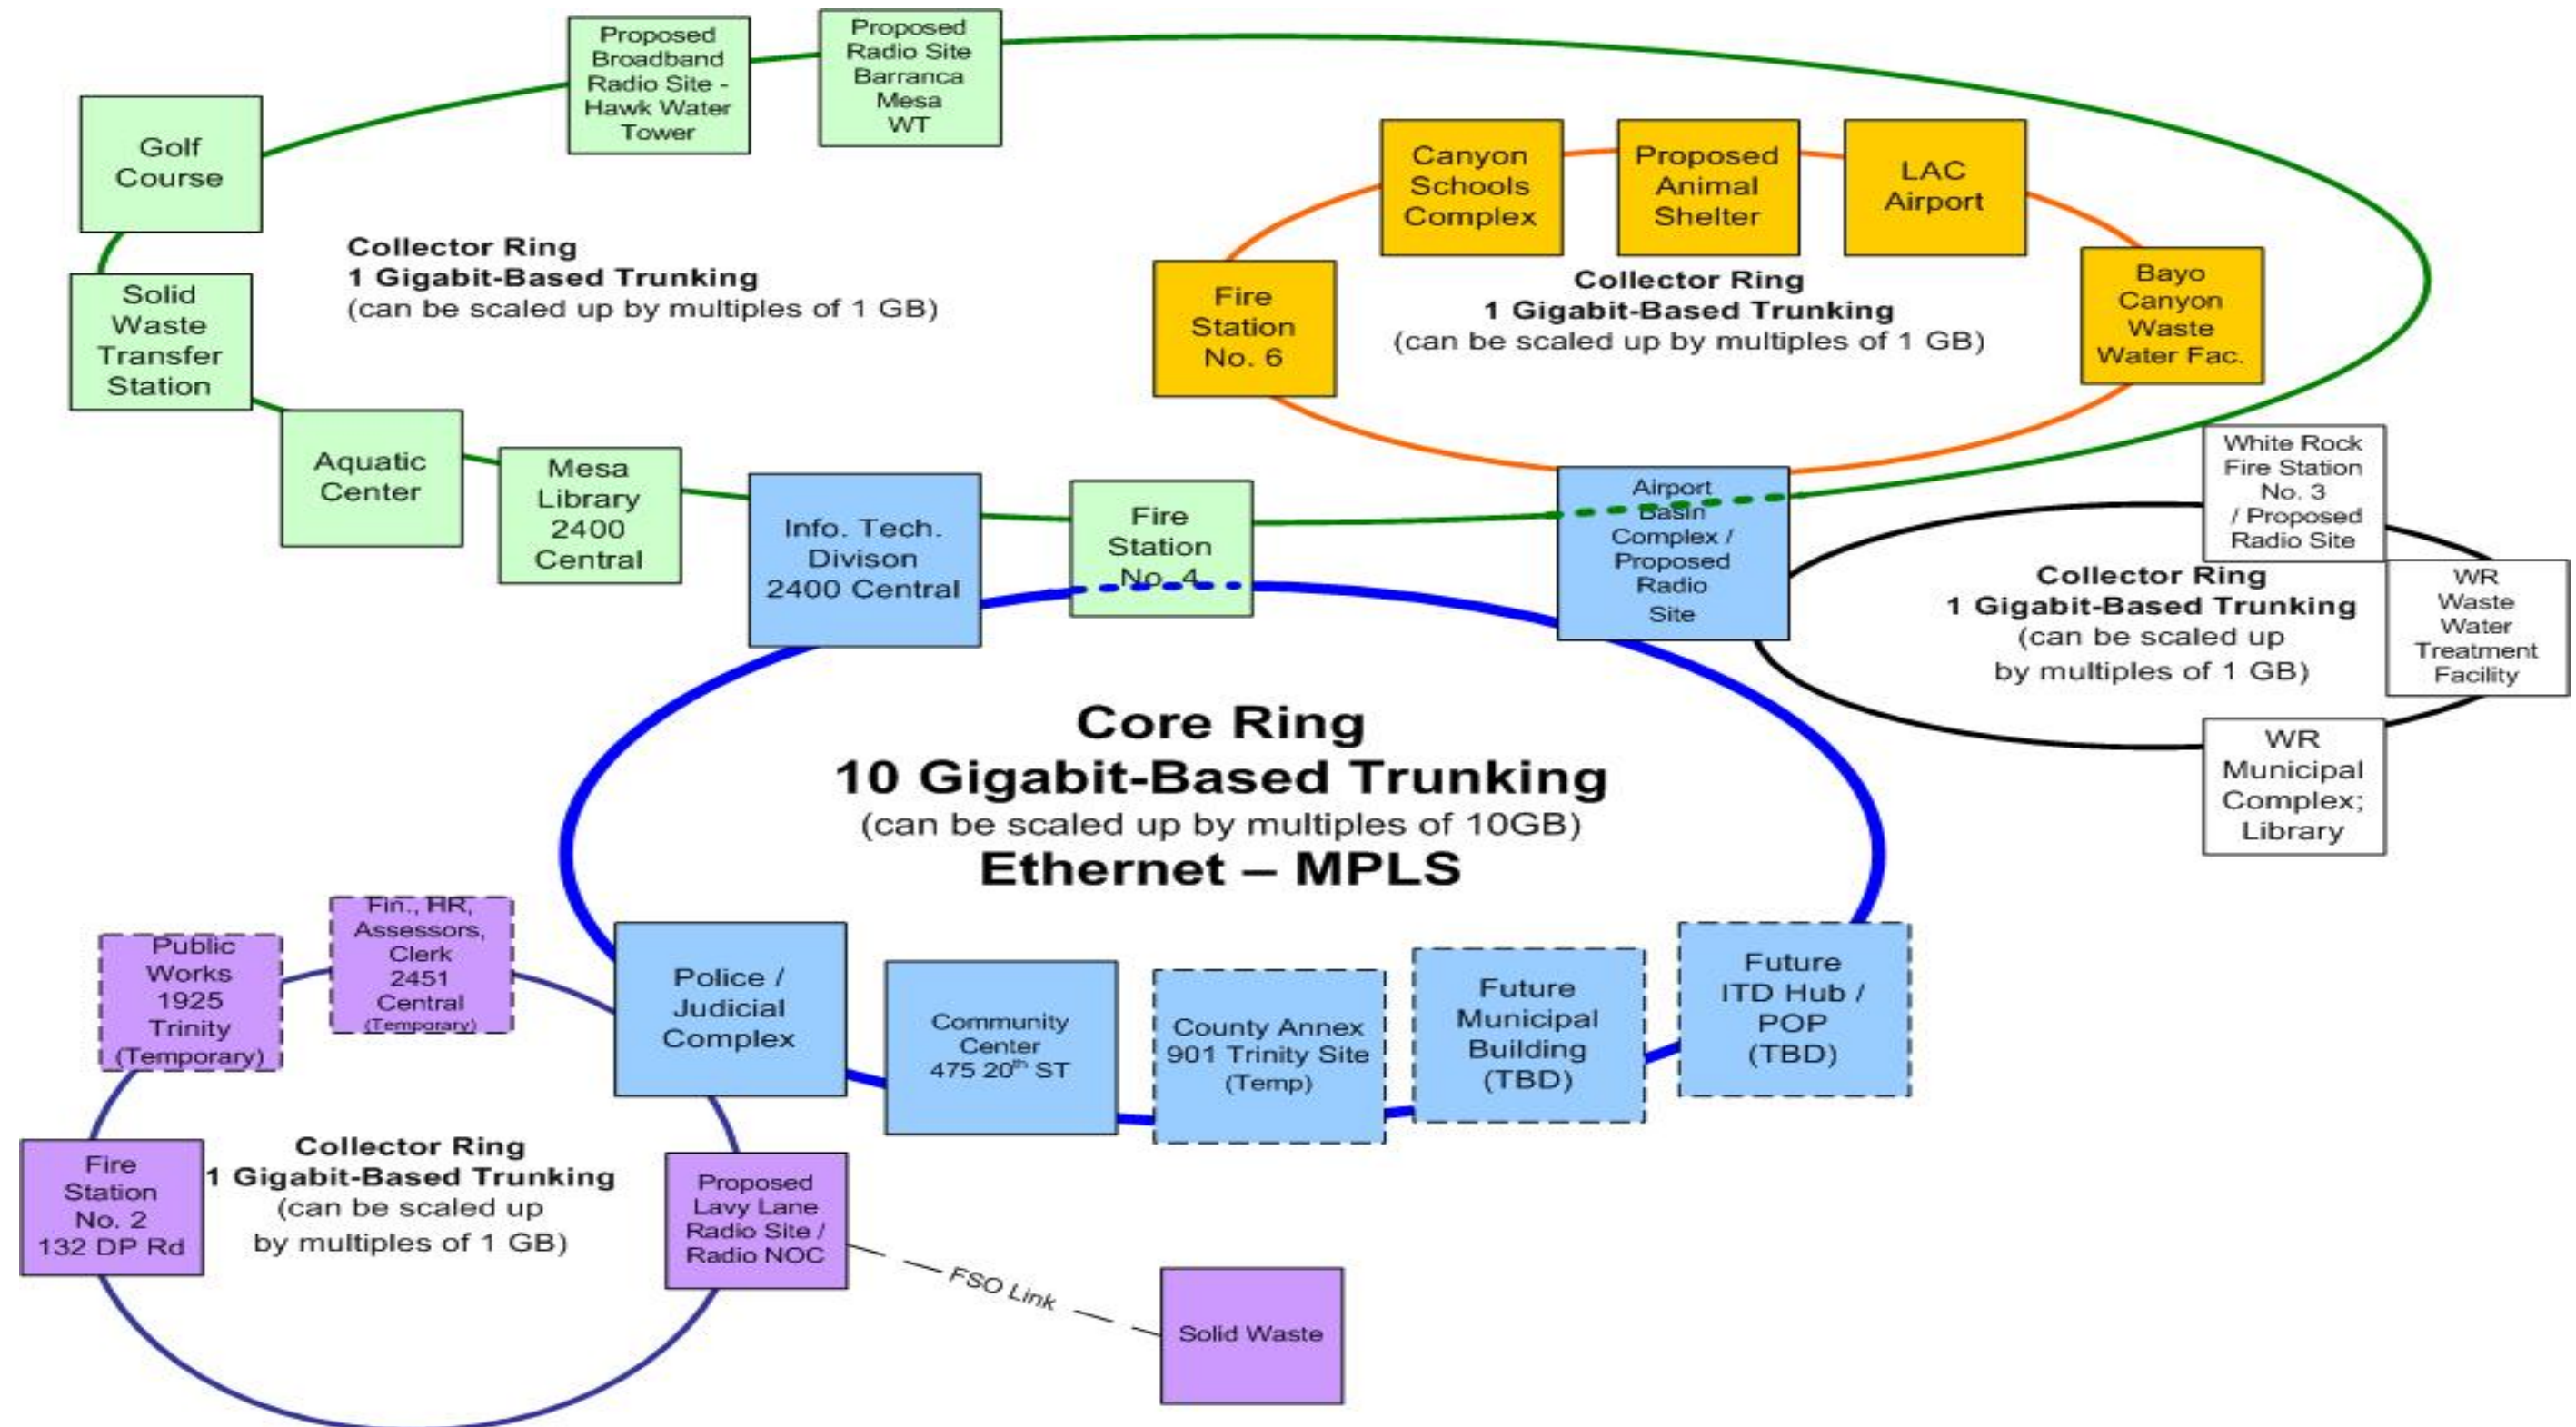 Proposed
Broadband
Radio Site -
Hawk Water
Tower
Proposed
Radio Site
Barranca
Mesa
WT
Golf
Course
Canyon
Schools
Complex
Proposed
Animal
Shelter
LAC
Airport
Collector Ring
1 Gigabit-Based Trunking
(can be scaled up by multiples of 1 GB)
Solid
Waste
Transfer
Station
Fire
Station
No. 6
Collector Ring
1 Gigabit-Based Trunking
(can be scaled up by multiples of 1 GB)
Bayo
Canyon
Waste
Water Fac.
Aquatic
Center
Mesa
Library
2400
Central
Info. Tech.
Divison
2400 Central
Fire
Station
No. 4
Airport
Basin
Complex /
Proposed
Radio
Site
White Rock
Fire Station
No. 3
/ Proposed
Radio Site
Collector Ring
1 Gigabit-Based Trunking
(can be scaled up
by multiples of 1 GB)
WR
Waste
Water
Treatment
Facility
WR
Municipal
Complex;
Library
Core Ring
10 Gigabit-Based Trunking
(can be scaled up by multiples of 10GB)
Ethernet – MPLS
Public
Works
1925
Trinity
(Temporary)
Fin., HR,
Assessors,
Clerk
2451
Central
(Temporary)
Police /
Judicial
Complex
Community
Center
475 20th ST
County Annex
901 Trinity Site
(Temp)
Future
Municipal
Building
(TBD)
Future
ITD Hub /
POP
(TBD)
Fire
Station
No. 2
132 DP Rd
Collector Ring
1 Gigabit-Based Trunking
(can be scaled up
by multiples of 1 GB)
Proposed
Lavy Lane
Radio Site /
Radio NOC
FSO Link
Solid Waste